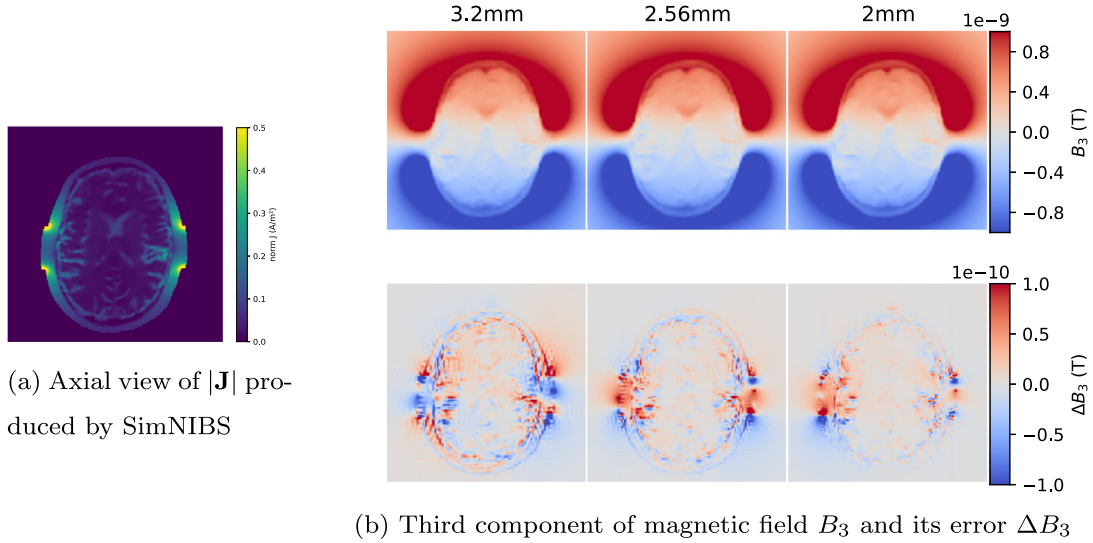 3.2mm
2.56mm
2mm
1e−9
0.8
0.4
0.0
−0.4
−0.8
B3 (T)
0.5
0.4
0.3
0.2
0.1
0.0
norm J (A/m²)
(a) Axial view of |J| pro-
duced by SimNIBS
1e−10
1.0
0.5
0.0
−0.5
−1.0
ΔB3 (T)
(b) Third component of magnetic field B3 and its error ΔB3